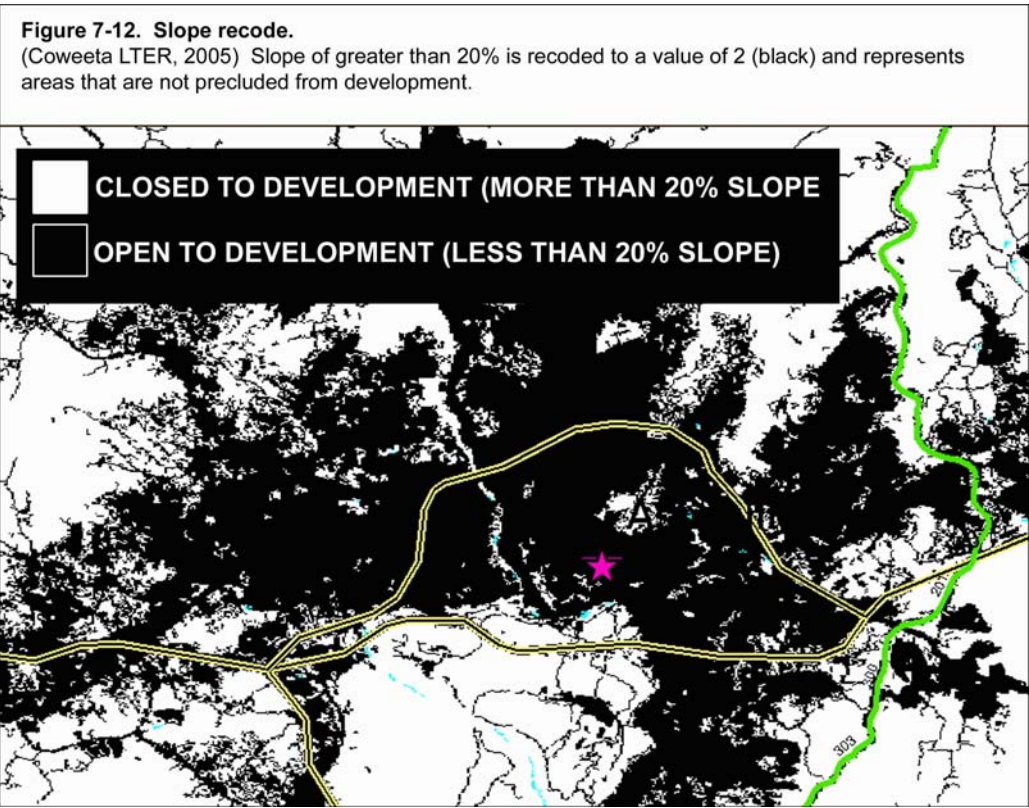 Figure 7-12. Slope recode.
(Coweeta LTER, 2005) Slope of greater than 20% is recoded to a value of 2 (black) and represents
areas that are not precluded from development.
CLOSED TO DEVELOPMENT (MORE THAN 20% SLOPE
OPEN TO DEVELOPMENT (LESS THAN 20% SLOPE)
A
303